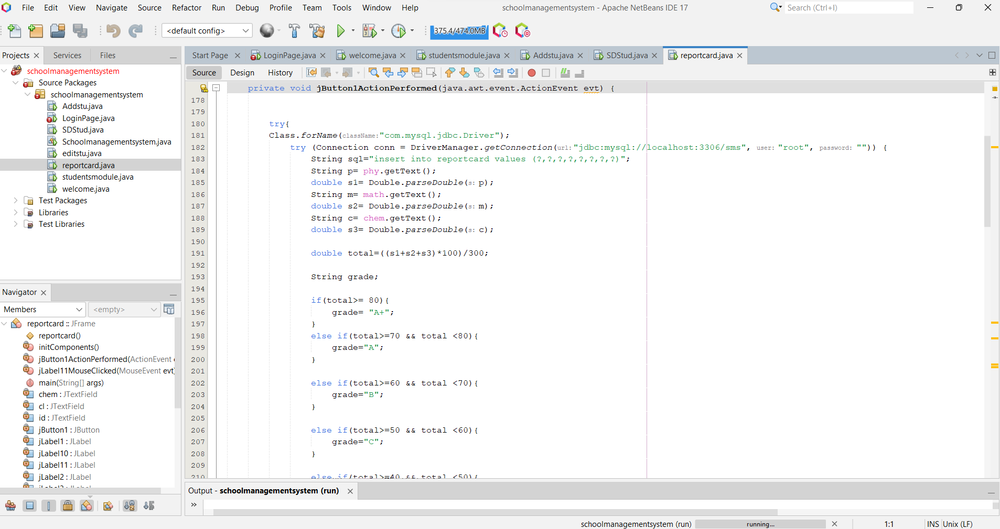 File Edit View Navigate Source Refactor Run Debug Profile Team Tools Window Help
schoolmanagementsystem - Apache NetBeans IDE 17
Search (Ctrl+I)
<default config>
375.4/474.0MB
Projects Services Files
schoolmanagementsystem
Source Packages
schoolmanagementsystem
Addstu.java
LoginPage.java
SDStud.java
Schoolmanagementsystem.java
editstu.java
reportcard.java
studentsmodule.java
welcome.java
Test Packages
Libraries
Test Libraries
Navigator
Members
<empty>
reportcard :: JFrame
reportcard()
initComponents()
jButton1ActionPerformed(ActionEvent
jLabel11MouseClicked(MouseEvent evt)
main(String[] args)
chem : JTextField
cl : JTextField
id : JTextField
jButton1 : JButton
jLabel1 : JLabel
jLabel10 : JLabel
jLabel11 : JLabel
jLabel2 : JLabel
Start Page LoginPage.java welcome.java studentsmodule.java Addstu.java SDStud.java reportcard.java
Source Design History
private void jButton1ActionPerformed(java.awt.event.ActionEvent evt) {
178
179
180 try{
181 Class.forName(className:"com.mysql.jdbc.Driver");
182 try (Connection conn = DriverManager.getConnection(url:"jdbc:mysql://localhost:3306/sms", user: "root", password: "")) {
183 String sql="insert into reportcard values (?,?,?,?,?,?,?,?)";
184 String p= phy.getText();
185 double s1= Double.parseDouble(s: p);
186 String m= math.getText();
187 double s2= Double.parseDouble(s: m);
188 String c= chem.getText();
189 double s3= Double.parseDouble(s: c);
190
191 double total=((s1+s2+s3)*100)/300;
192
193 String grade;
194
195 if(total>= 80){
196 grade= "A+";
197 }
198 else if(total>=70 && total <80){
199 grade="A";
200 }
201
202 else if(total>=60 && total <70){
203 grade="B";
204 }
205
206 else if(total>=50 && total <60){
207 grade="C";
208 }
209
210 else if(total>=40 && total <50){
Output - schoolmanagementsystem (run)
»
schoolmanagementsystem (run) running... 1:1 INS Unix (LF)